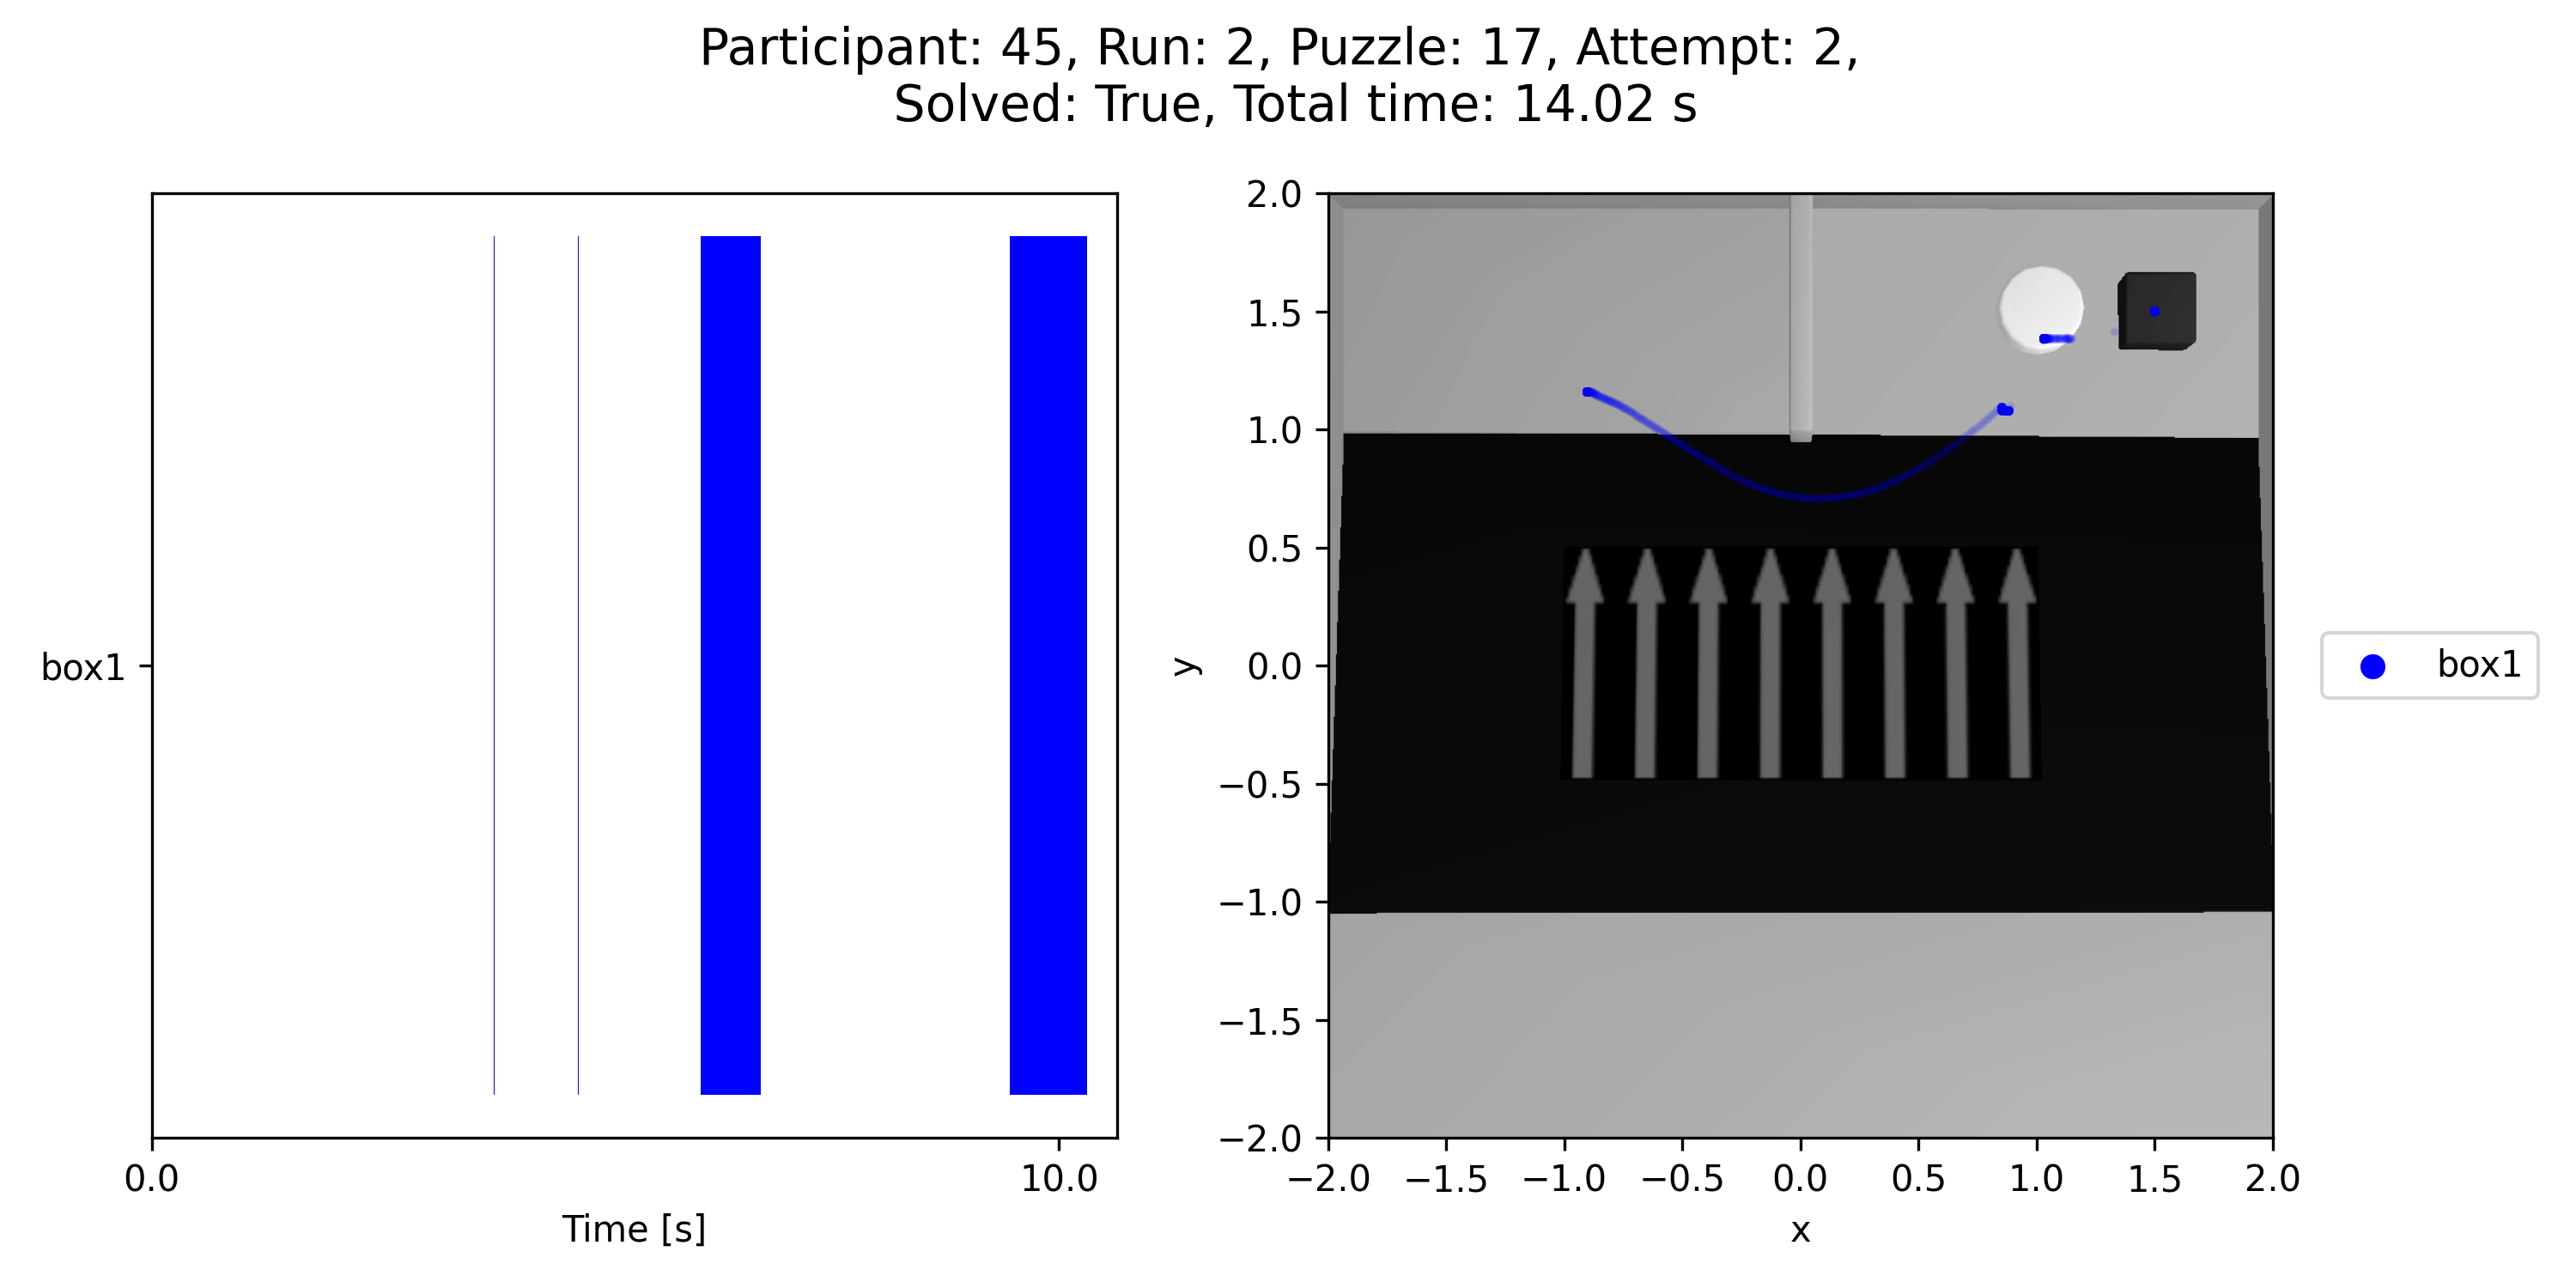 Participant: 45, Run: 2, Puzzle: 17, Attempt: 2,
Solved: True, Total time: 14.02 s
box1
0.0
10.0
Time [s]
y
2.0
1.5
1.0
0.5
0.0
−0.5
−1.0
−1.5
−2.0
−2.0 −1.5 −1.0 −0.5 0.0 0.5 1.0 1.5 2.0
x
box1